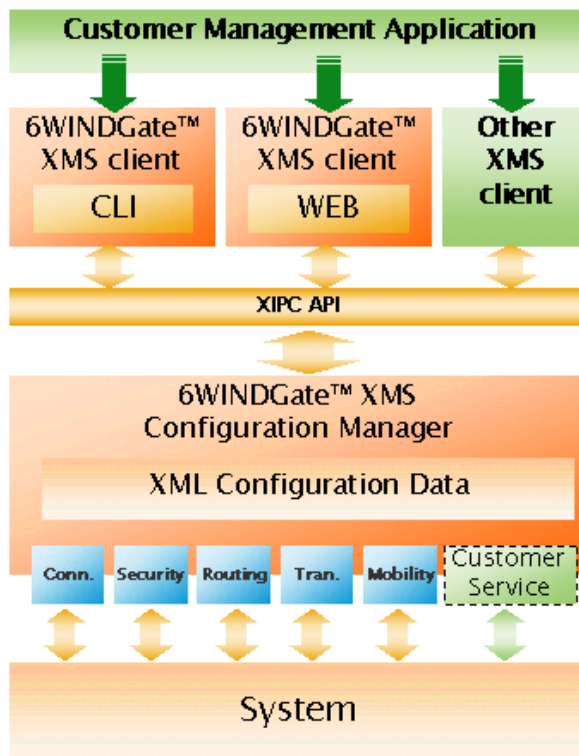 Customer Management Application
6WINDGate™
XMS client
CLI
6WINDGate™
XMS client
WEB
Other
XMS
client
XIPC API
6WINDGate™ XMS
Configuration Manager
XML Configuration Data
Conn.
Security
Routing
Tran.
Mobility
Customer
Service
System